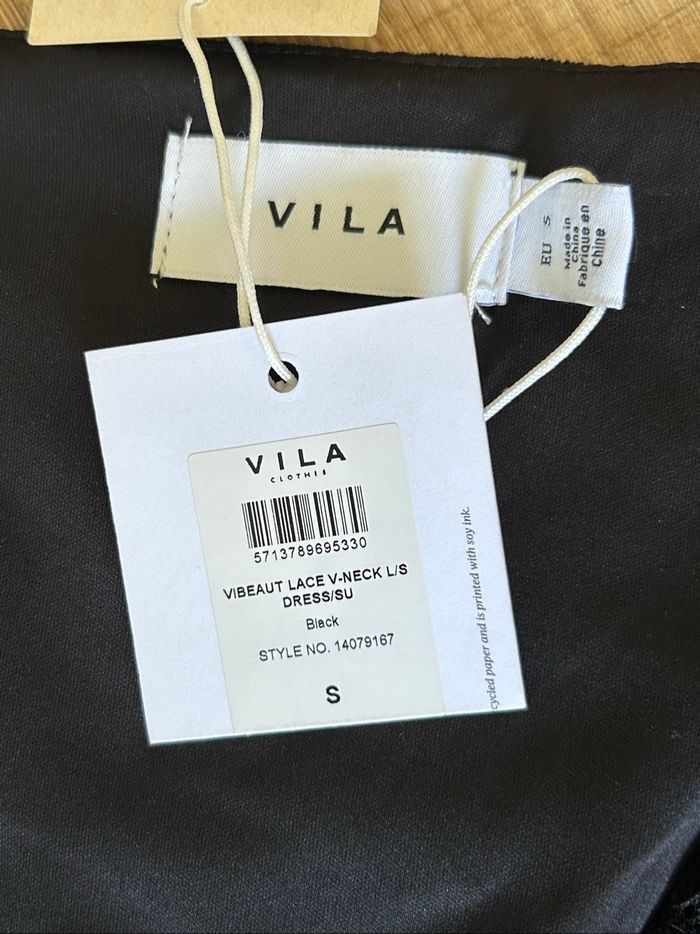 VILA
EU S
Made in
China
Fabrique en
Chine
VILA
CLOTHES
5713789695330
VIBEAUT LACE V-NECK L/S
DRESS/SU
Black
STYLE NO. 14079167
S
cycled paper and is printed with soy ink.